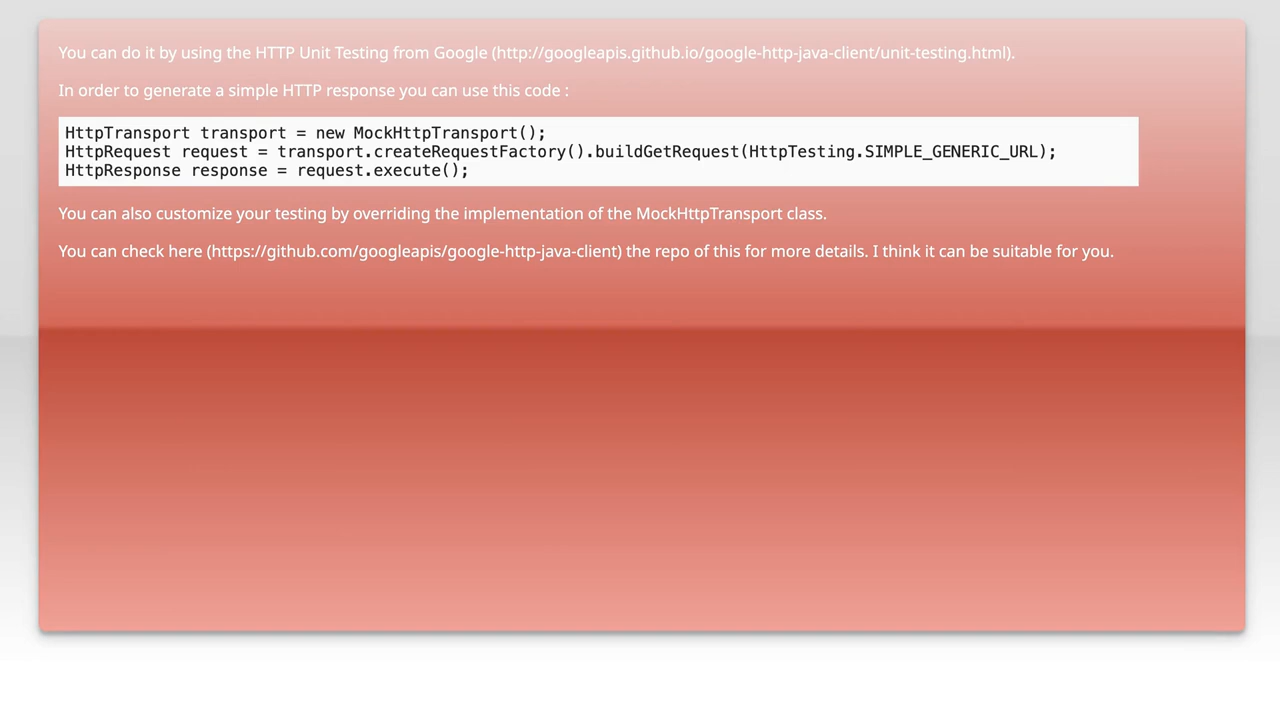 You can do it by using the HTTP Unit Testing from Google (http://googleapis.github.io/google-http-java-client/unit-testing.html).
In order to generate a simple HTTP response you can use this code :
HttpTransport transport = new MockHttpTransport();
HttpRequest request = transport.createRequestFactory().buildGetRequest(HttpTesting.SIMPLE_GENERIC_URL);
HttpResponse response = request.execute();
You can also customize your testing by overriding the implementation of the MockHttpTransport class.
You can check here (https://github.com/googleapis/google-http-java-client) the repo of this for more details. I think it can be suitable for you.